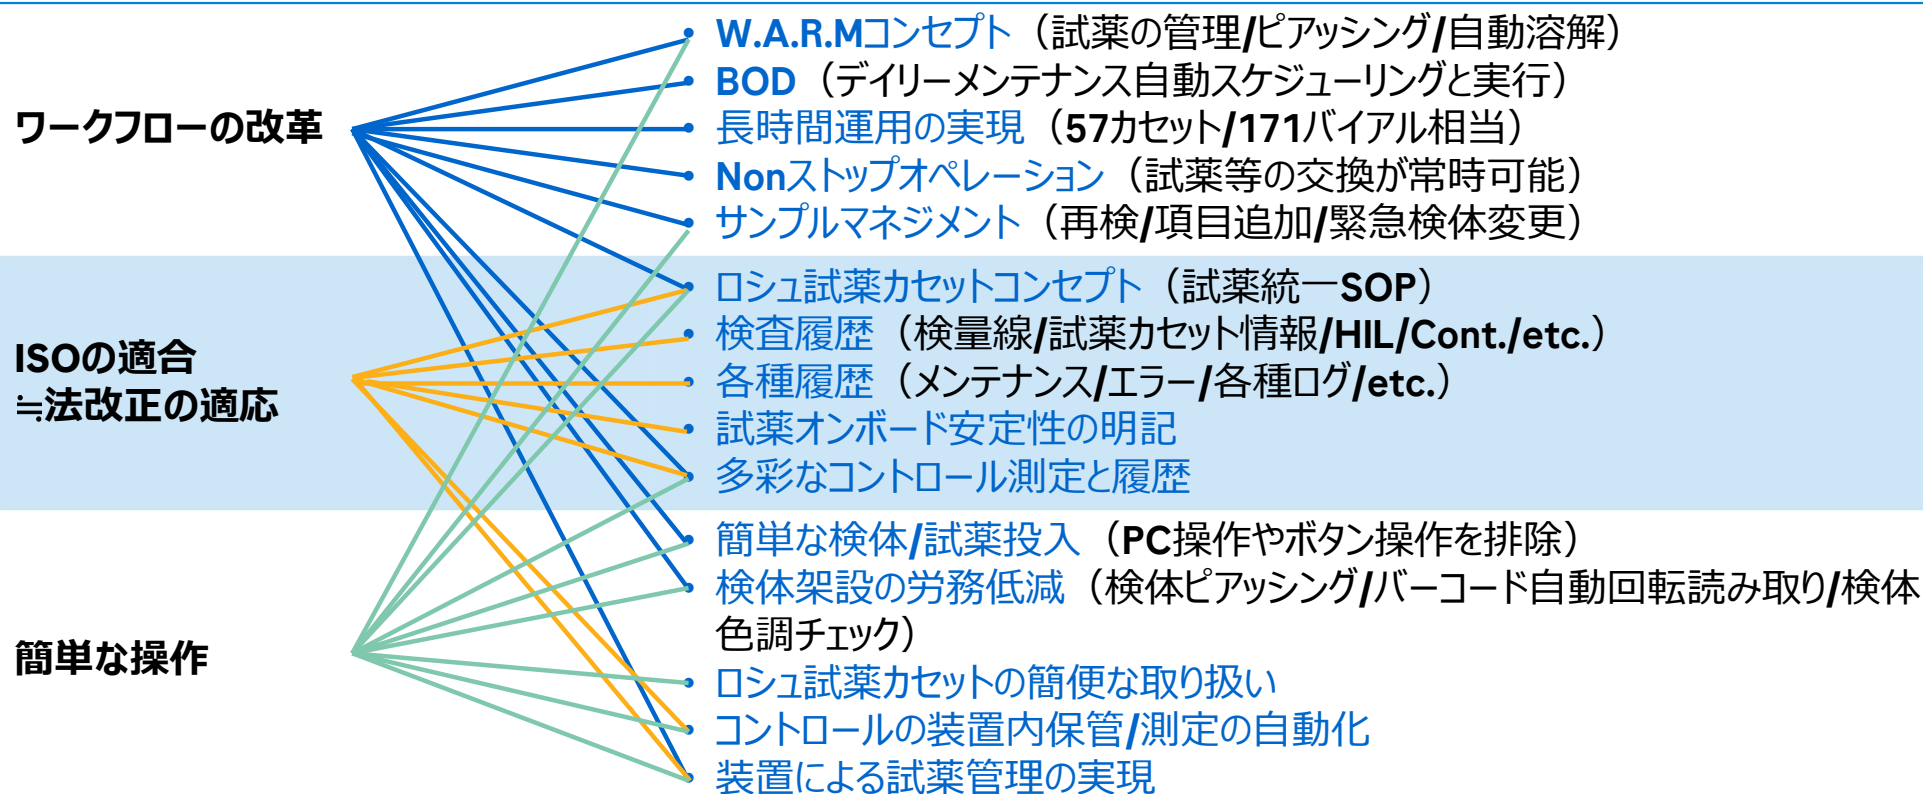 W.A.R.Mコンセプト（試薬の管理/ピアッシング/自動溶解）
BOD（デイリーメンテナンス自動スケジューリングと実行）
ワークフローの改革
長時間運用の実現（57カセット/171バイアル相当）
Nonストップオペレーション（試薬等の交換が常時可能）
サンプルマネジメント（再検/項目追加/緊急検体変更）
ロシュ試薬カセットコンセプト（試薬統一SOP）
検査履歴（検量線/試薬カセット情報/HIL/Cont./etc.）
ISOの適合
≒法改正の適応
各種履歴（メンテナンス/エラー/各種ログ/etc.）
試薬オンボード安定性の明記
多彩なコントロール測定と履歴
簡単な検体/試薬投入（PC操作やボタン操作を排除）
検体架設の労務低減（検体ピアッシング/バーコード自動回転読み取り/検体
色調チェック）
簡単な操作
ロシュ試薬カセットの簡便な取り扱い
コントロールの装置内保管/測定の自動化
装置による試薬管理の実現